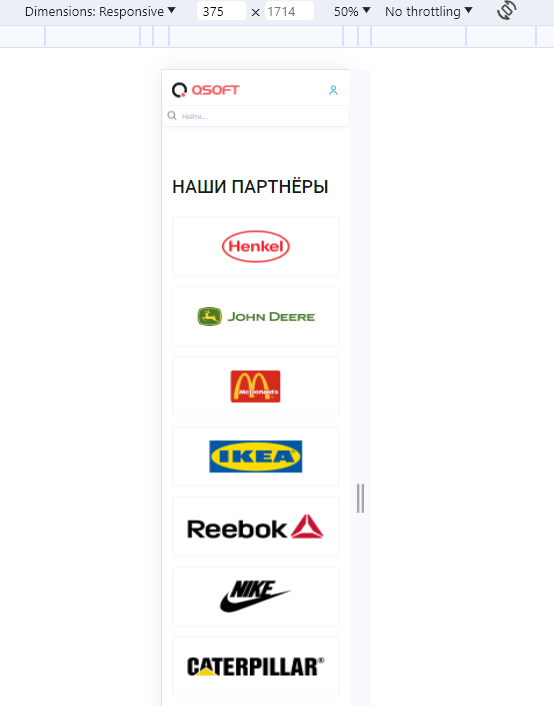 Dimensions: Responsive 375 × 1714 50% No throttling
QSOFT
Найти...
НАШИ ПАРТНЁРЫ
Henkel
JOHN DEERE
McDonald's
IKEA
Reebok
NIKE
CATERPILLAR®